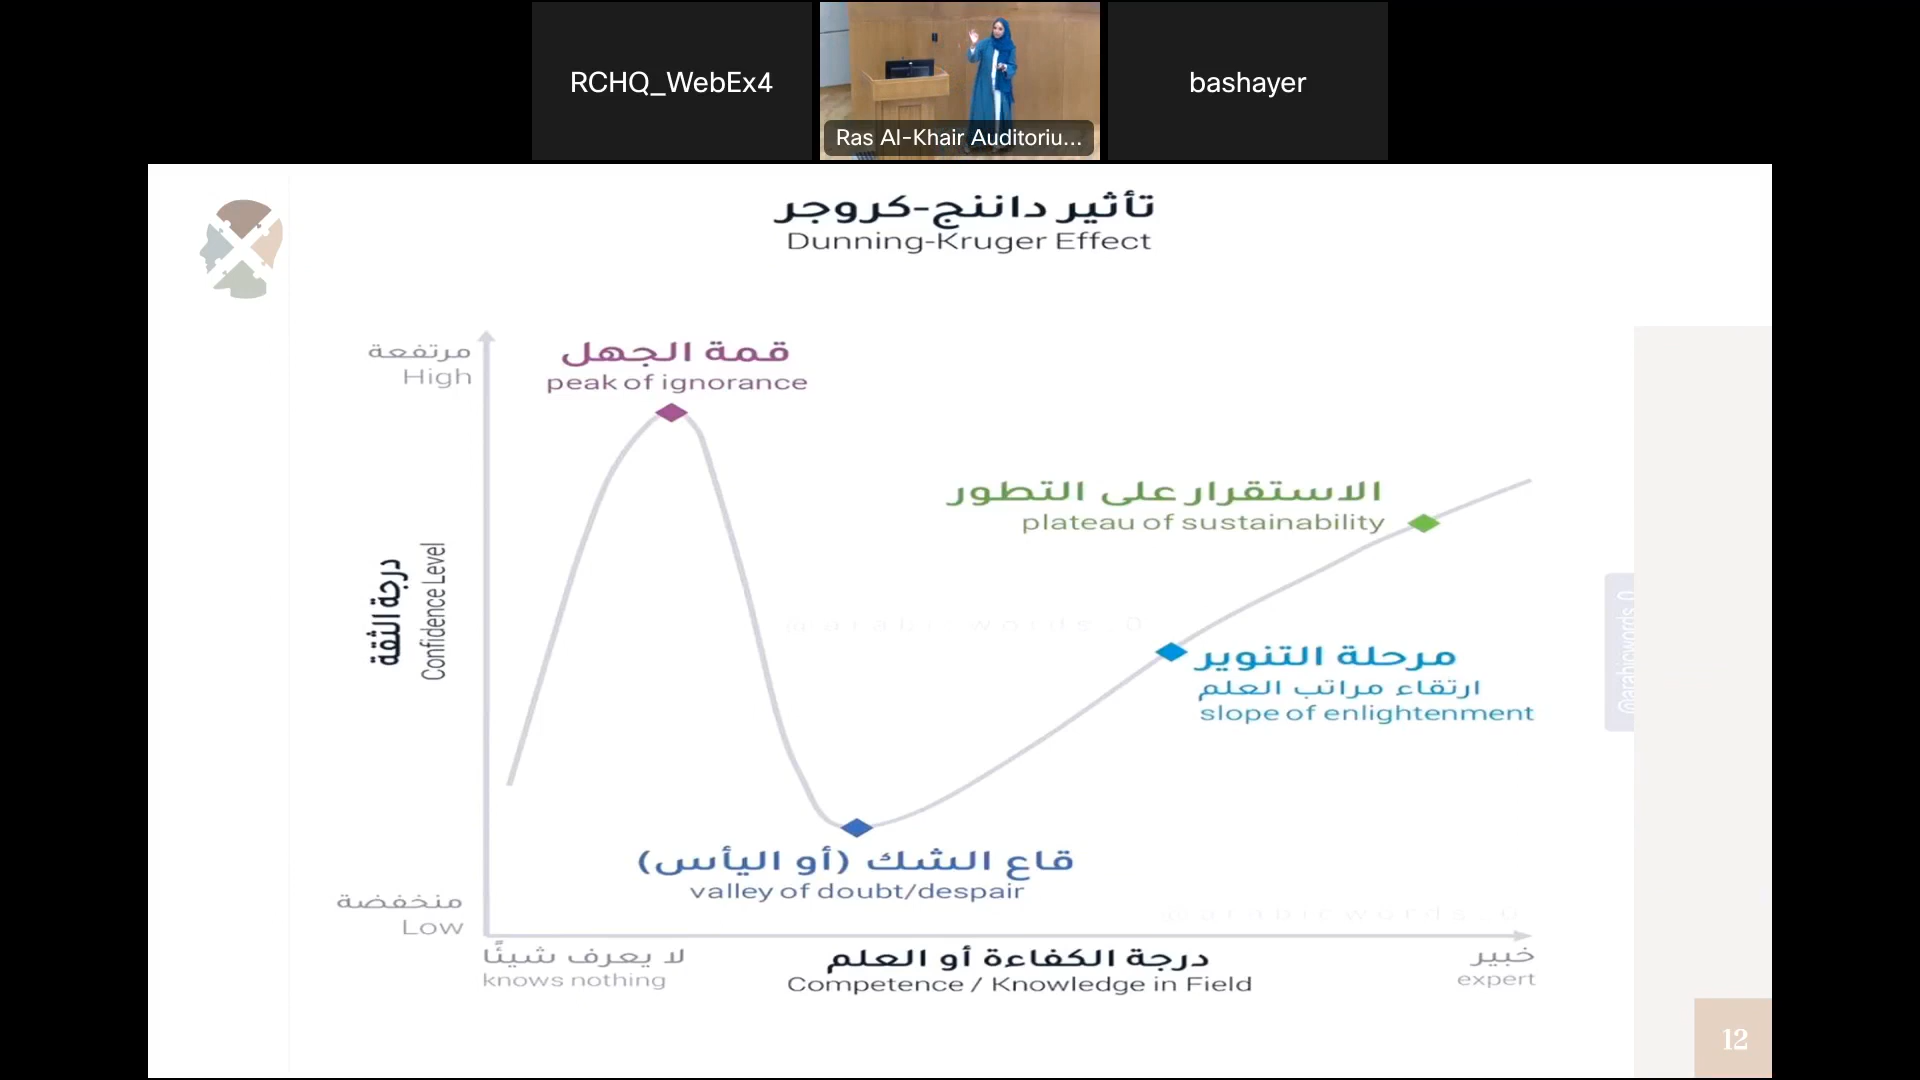 RCHQ_WebEx4
Ras Al-Khair Auditoriu...
bashayer
تأثير داننج-كروجر
Dunning-Kruger Effect
مرتفعة
High
قمة الجهل
peak of ignorance
الاستقرار على التطور
plateau of sustainability
درجة الثقة
Confidence Level
@arabicwords_0
مرحلة التنوير
ارتقاء مراتب العلم
slope of enlightenment
قاع الشك (أو اليأس)
valley of doubt/despair
@arabicwords_0
منخفضة
Low
لا يعرف شيئًا
knows nothing
درجة الكفاءة أو العلم
Competence / Knowledge in Field
خبير
expert
@arabicwords_0
12